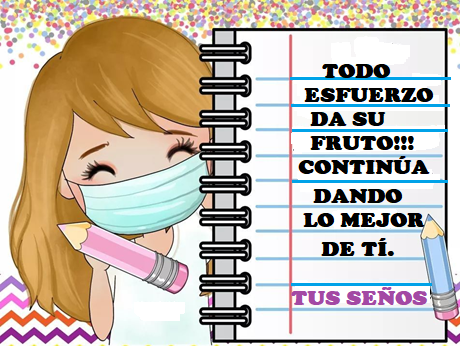 TODO
ESFUERZO
DA SU
FRUTO!!!
CONTINÚA
DANDO
LO MEJOR
DE TÍ.
TUS SEÑOS